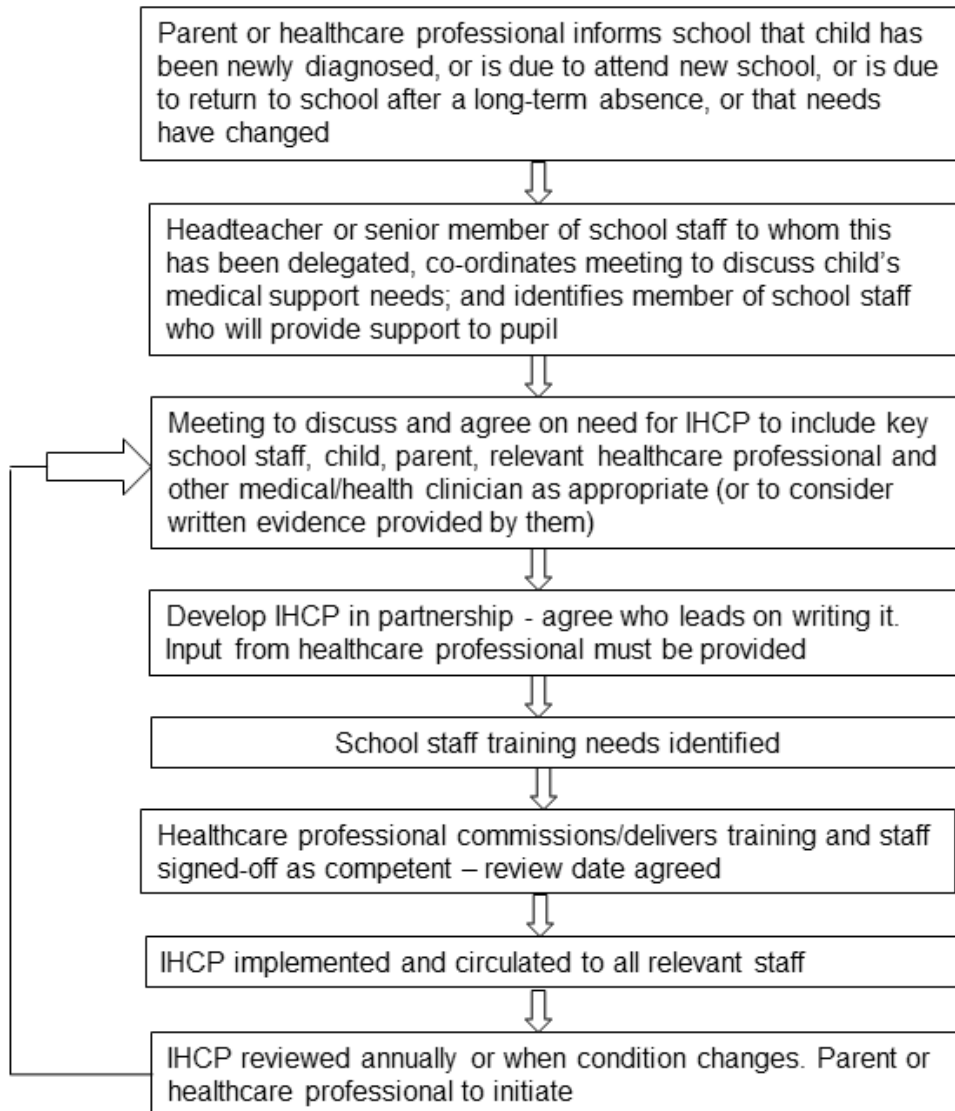 Parent or healthcare professional informs school that child has
been newly diagnosed, or is due to attend new school, or is due
to return to school after a long-term absence, or that needs
have changed
Headteacher or senior member of school staff to whom this
has been delegated, co-ordinates meeting to discuss child's
medical support needs; and identifies member of school staff
who will provide support to pupil
Meeting to discuss and agree on need for IHCP to include key
school staff, child, parent, relevant healthcare professional and
other medical/health clinician as appropriate (or to consider
written evidence provided by them)
Develop IHCP in partnership - agree who leads on writing it.
Input from healthcare professional must be provided
School staff training needs identified
Healthcare professional commissions/delivers training and staff
signed-off as competent – review date agreed
IHCP implemented and circulated to all relevant staff
IHCP reviewed annually or when condition changes. Parent or
healthcare professional to initiate